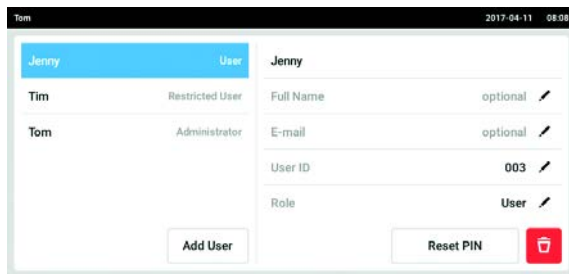 Tom 2017-04-11 08:08
Jenny User
Tim Restricted User
Tom Administrator
Add User
Jenny
Full Name optional
E-mail optional
User ID 003
Role User
Reset PIN